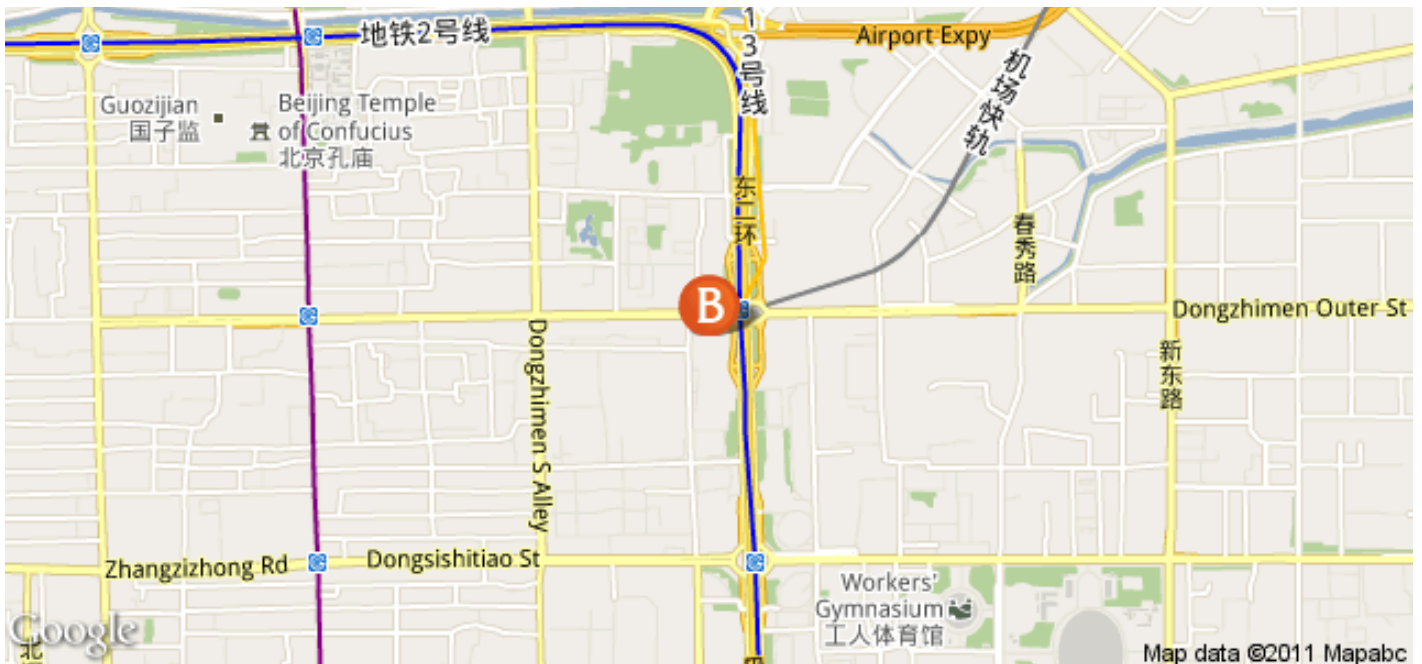 地铁2号线
13号线
Airport Expy
机场快轨
Guozijian
国子监
Beijing Temple
of Confucius
北京孔庙
东二环
春秀路
B
Dongzhimen Outer St
Dongzhimen S Alley
新东路
Zhangzizhong Rd
Dongsishitiao St
Workers'
Gymnasium
工人体育馆
Google
北
Map data ©2011 Mapabc